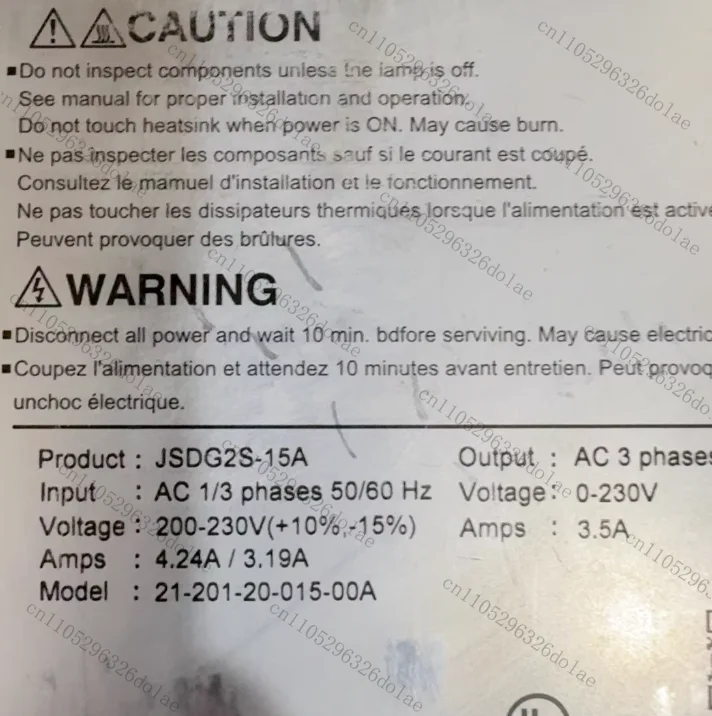 CAUTION
■Do not inspect components unless the lamp is off.
See manual for proper installation and operation.
Do not touch heatsink when power is ON. May cause burn.
■Ne pas inspecter les composants sauf si le courant est coupé.
Consultez le mamuel d'installation et le fonctionnement.
Ne pas toucher les dissipateurs thermiques lorsque l'alimentation est active
Peuvent provoquer des brûlures.
WARNING
■Disconnect all power and wait 10 min. bdfore serviving. May cause electric
■Coupez l'alimentation et attendez 10 minutes avant entretien. Peut provoq
unchoc électrique.
Product : JSDG2S-15A Output : AC 3 phases
Input : AC 1/3 phases 50/60 Hz Voltage : 0-230V
Voltage : 200-230V(+10%,-15%) Amps : 3.5A
Amps : 4.24A / 3.19A
Model : 21-201-20-015-00A
cn1105296326dolae